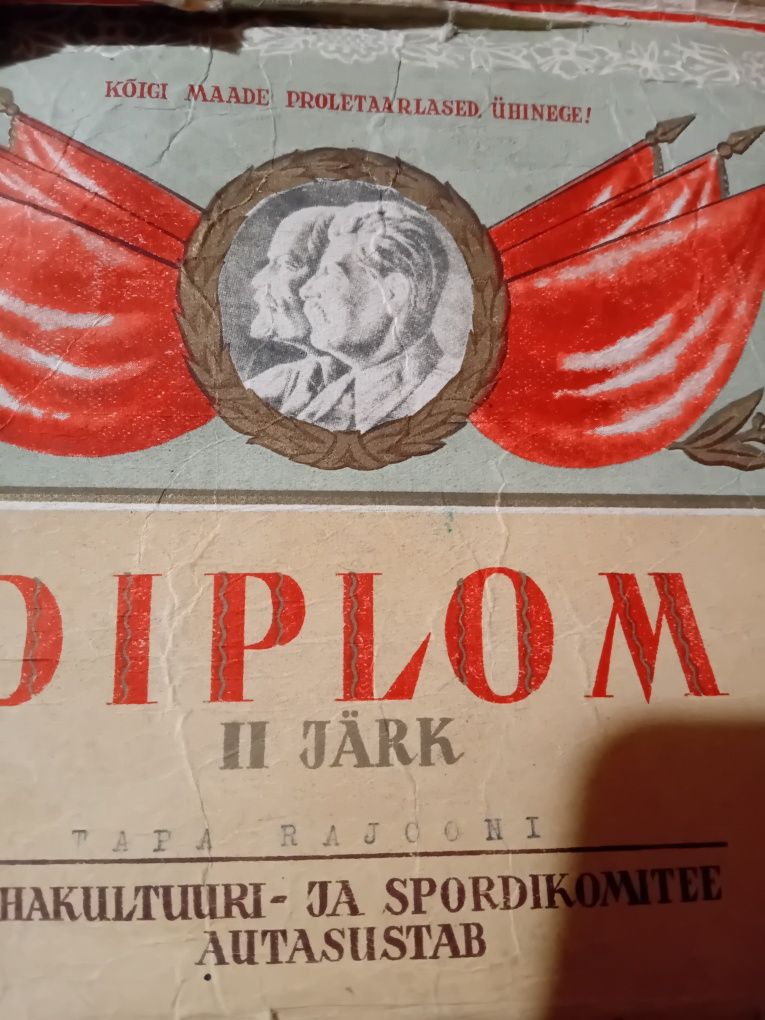 KÕIGI MAADE PROLETAARLASED, ÜHINEGE!
DIPLOM
II JÄRK
TAPA RAJOONI
HAKULTUURI- JA SPORDIKOMITEE
AUTASUSTAB